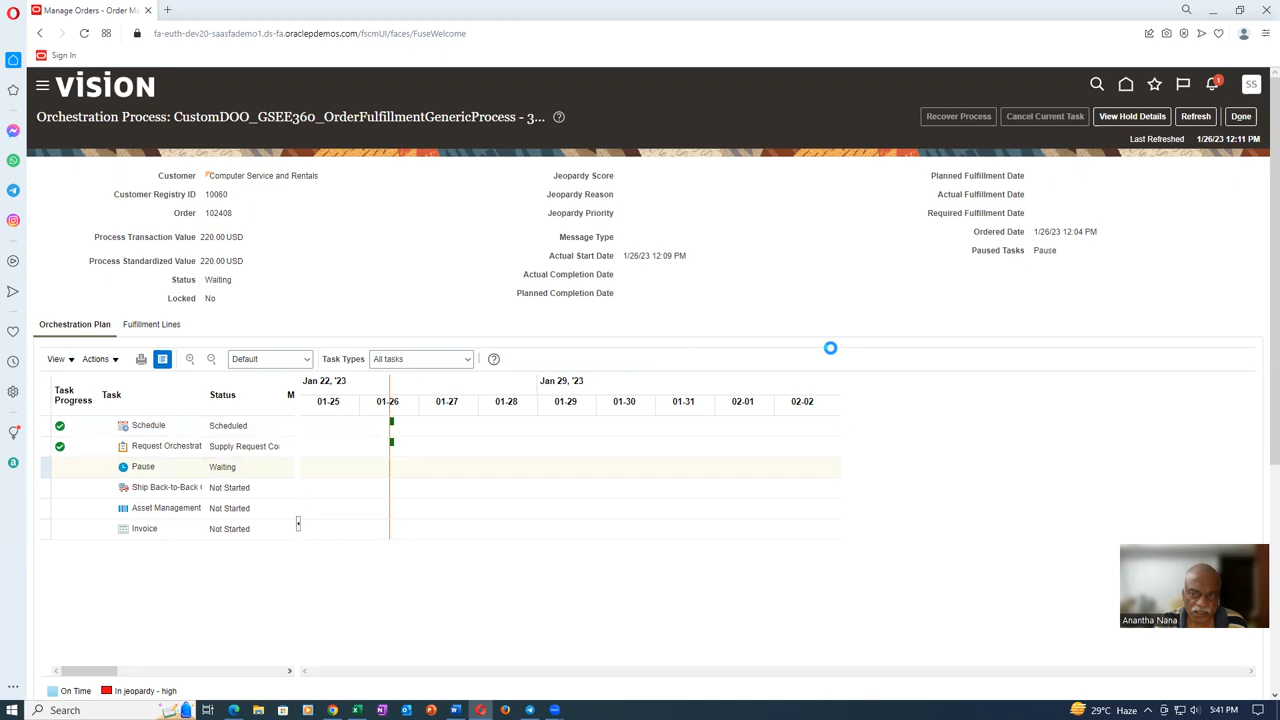 Manage Orders - Order Ma
fa-euth-dev20-saasfademo1.ds-fa.oraclepdemos.com/fscmUI/faces/FuseWelcome
Sign In
VISION
1
SS
Orchestration Process: CustomDOO_GSEE360_OrderFulfillmentGenericProcess - 3...
Recover Process
Cancel Current Task
View Hold Details
Refresh
Done
Last Refreshed 1/26/23 12:11 PM
Customer Computer Service and Rentals
Customer Registry ID 10060
Order 102408
Process Transaction Value 220.00 USD
Process Standardized Value 220.00 USD
Status Waiting
Locked No
Jeopardy Score
Jeopardy Reason
Jeopardy Priority
Message Type
Actual Start Date 1/26/23 12:09 PM
Actual Completion Date
Planned Completion Date
Planned Fulfillment Date
Actual Fulfillment Date
Required Fulfillment Date
Ordered Date 1/26/23 12:04 PM
Paused Tasks Pause
Orchestration Plan Fulfillment Lines
View Actions Default Task Types All tasks
Jan 22, '23 Jan 29, '23
Task Progress Task Status M
01-25 01-26 01-27 01-28 01-29 01-30 01-31 02-01 02-02
Schedule Scheduled
Request Orchestrat Supply Request Co
Pause Waiting
Ship Back-to-Back Not Started
Asset Management Not Started
Invoice Not Started
Anantha Nana
On Time In jeopardy - high
Search
29°C Haze
5:41 PM